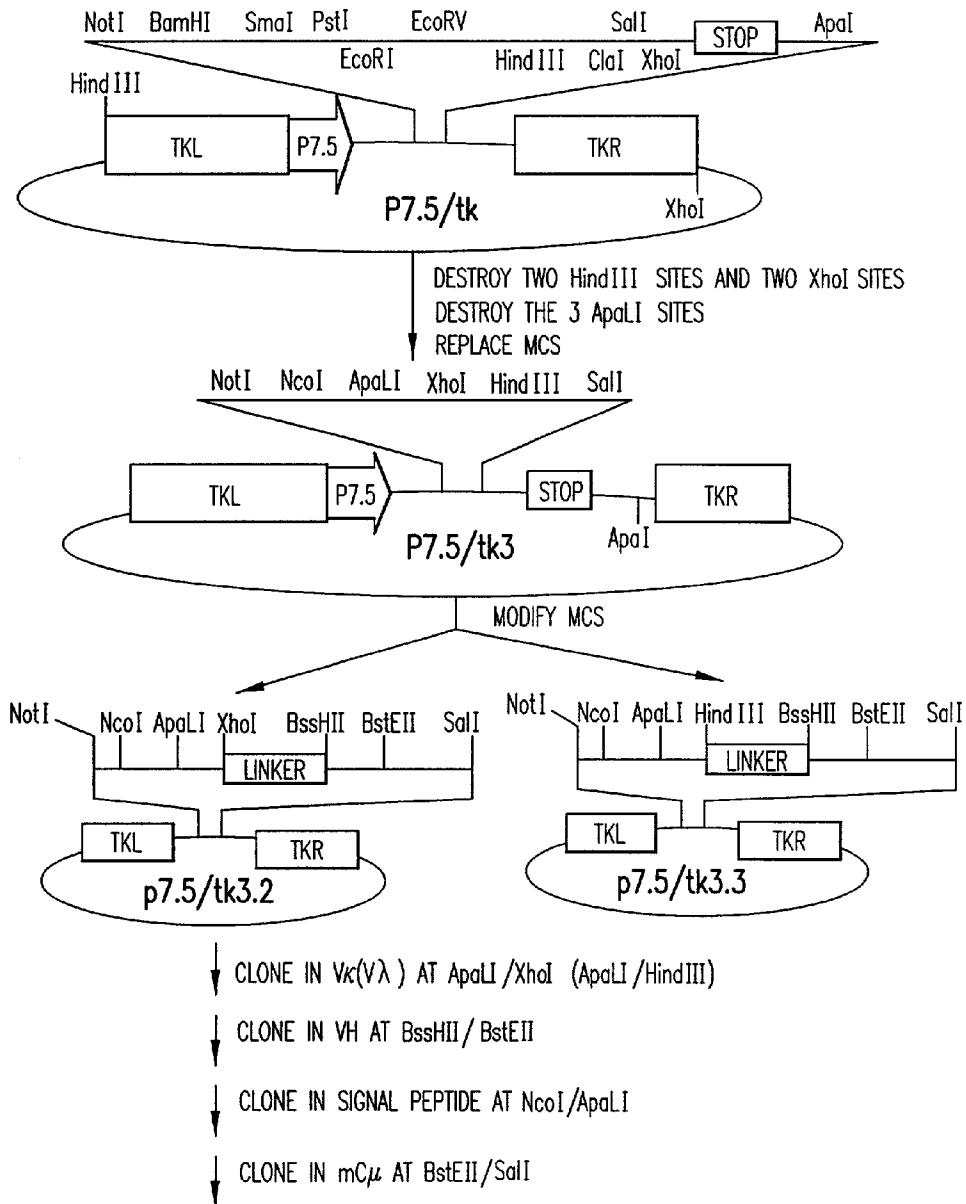 NotI BamHI SmaI PstI EcoRV SalI STOP ApaI
EcoRI HindIII ClaI XhoI
HindIII
TKL P7.5 TKR
XhoI
P7.5/tk
DESTROY TWO HindIII SITES AND TWO XhoI SITES
DESTROY THE 3 ApaLI SITES
REPLACE MCS
NotI NcoI ApaLI XhoI HindIII SalI
TKL P7.5 STOP TKR
ApaI
P7.5/tk3
MODIFY MCS
NotI NcoI ApaLI XhoI BssHII BstEII SalI
LINKER
TKL TKR
p7.5/tk3.2
NotI NcoI ApaLI HindIII BssHII BstEII SalI
LINKER
TKL TKR
p7.5/tk3.3
CLONE IN Vκ(Vλ) AT ApaLI/XhoI (ApaLI/HindIII)
CLONE IN VH AT BssHII/BstEII
CLONE IN SIGNAL PEPTIDE AT NcoI/ApaLI
CLONE IN mCμ AT BstEII/SalI